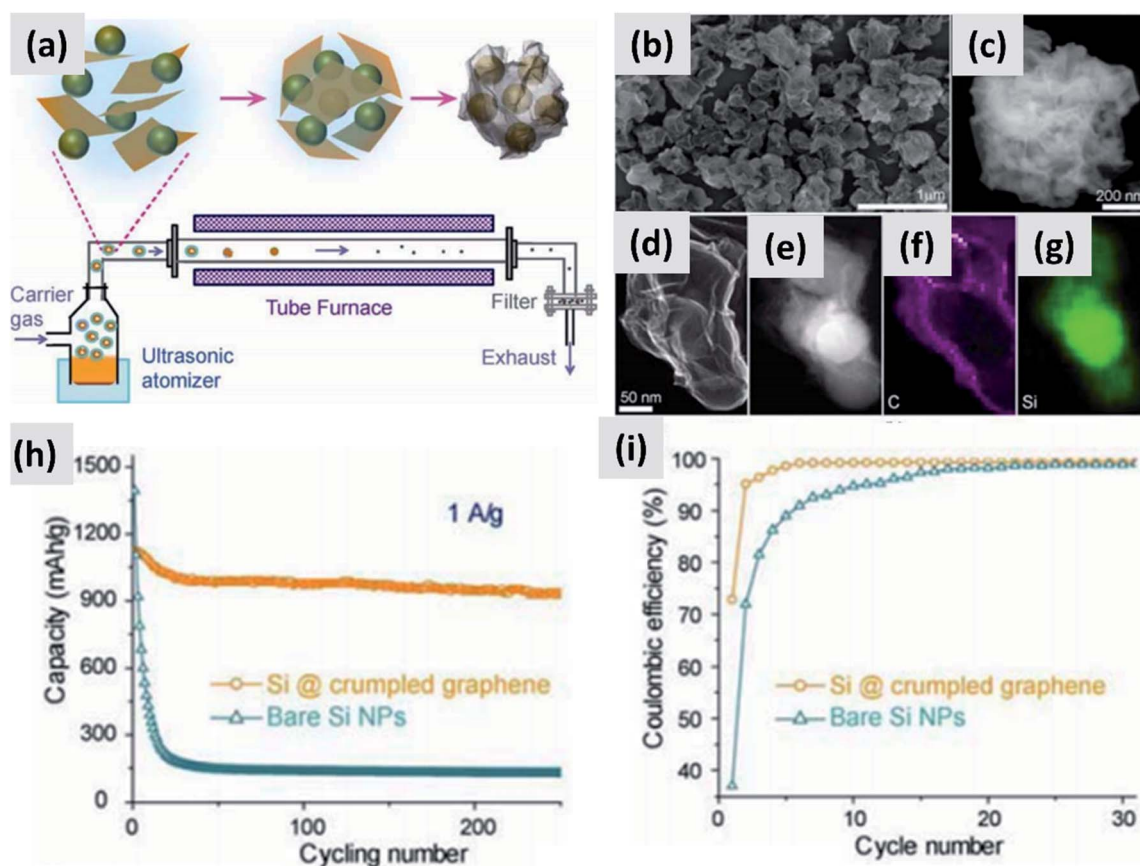 (a)
Carrier
gas
Ultrasonic
atomizer
Tube Furnace
Filter
Exhaust
(b)
1μm
(c)
200 nm
(d)
50 nm
(e)
(f)
C
(g)
Si
(h)
Capacity (mAh/g)
1500
1200
900
600
300
0
1 A/g
Si @ crumpled graphene
Bare Si NPs
0 100 200
Cycling number
(i)
Coulombic efficiency (%)
100
90
80
70
60
50
40
Si @ crumpled graphene
Bare Si NPs
0 10 20 30
Cycle number